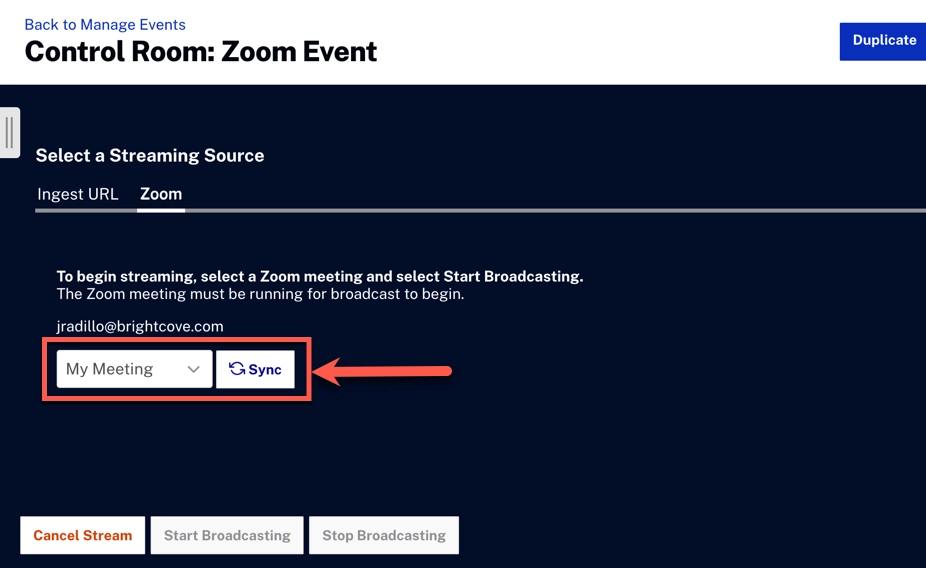 Back to Manage Events
Control Room: Zoom Event
Duplicate
Select a Streaming Source
Ingest URL Zoom
To begin streaming, select a Zoom meeting and select Start Broadcasting.
The Zoom meeting must be running for broadcast to begin.
jradillo@brightcove.com
My Meeting Sync
Cancel Stream Start Broadcasting Stop Broadcasting